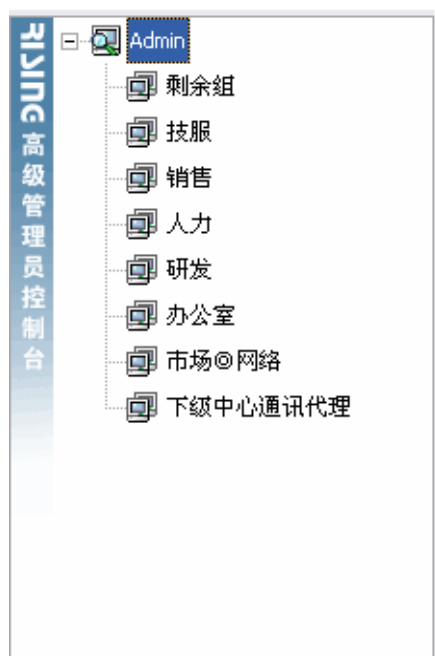 RISING高级管理员控制台
Admin
剩余组
技服
销售
人力
研发
办公室
市场◎网络
下级中心通讯代理